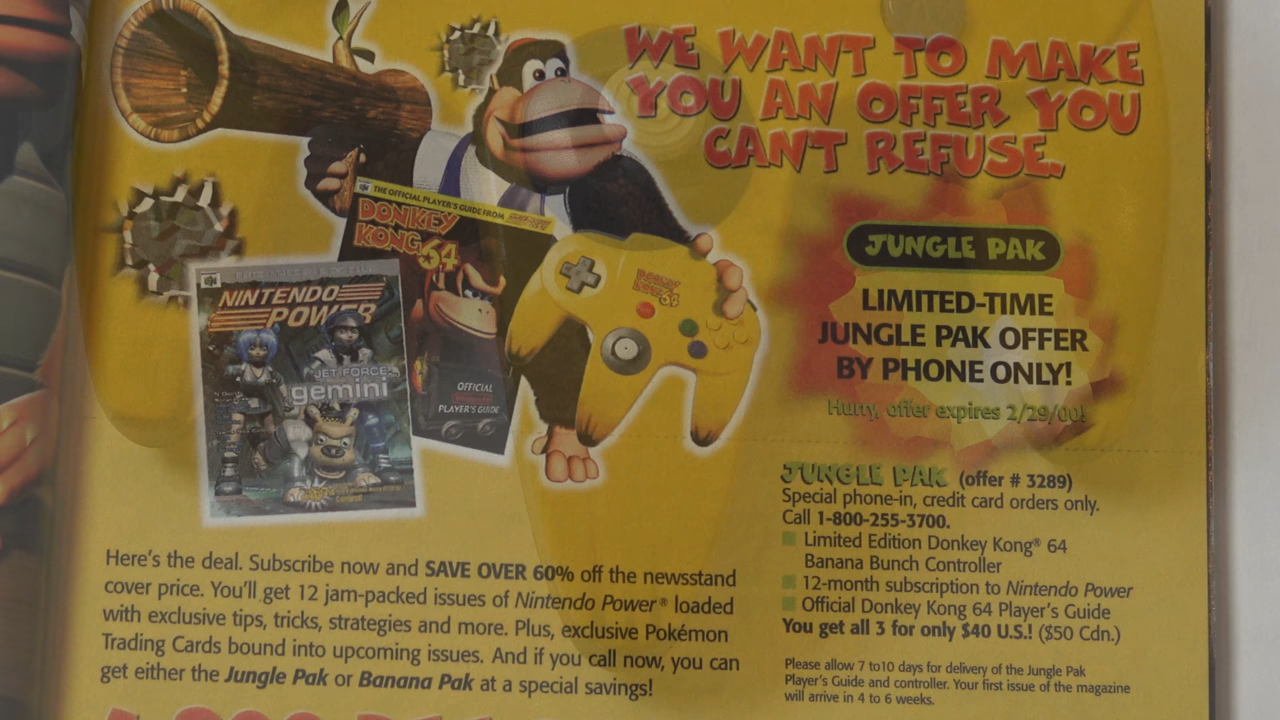 WE WANT TO MAKE
YOU AN OFFER YOU
CAN'T REFUSE.
THE OFFICIAL PLAYER'S GUIDE FROM
DONKEY
KONG 64
NINTENDO
POWER
JET FORCE
gemini
OFFICIAL
PLAYER'S GUIDE
DONKEY
KONG
64
JUNGLE PAK
LIMITED-TIME
JUNGLE PAK OFFER
BY PHONE ONLY!
Hurry, offer expires 2/29/00!
JUNGLE PAK (offer # 3289)
Special phone-in, credit card orders only.
Call 1-800-255-3700.
Limited Edition Donkey Kong® 64
Banana Bunch Controller
12-month subscription to Nintendo Power
Official Donkey Kong 64 Player's Guide
You get all 3 for only $40 U.S.! ($50 Cdn.)
Please allow 7 to10 days for delivery of the Jungle Pak
Player's Guide and controller. Your first issue of the magazine
will arrive in 4 to 6 weeks.
Here's the deal. Subscribe now and SAVE OVER 60% off the newsstand
cover price. You'll get 12 jam-packed issues of Nintendo Power® loaded
with exclusive tips, tricks, strategies and more. Plus, exclusive Pokémon
Trading Cards bound into upcoming issues. And if you call now, you can
get either the Jungle Pak or Banana Pak at a special savings!